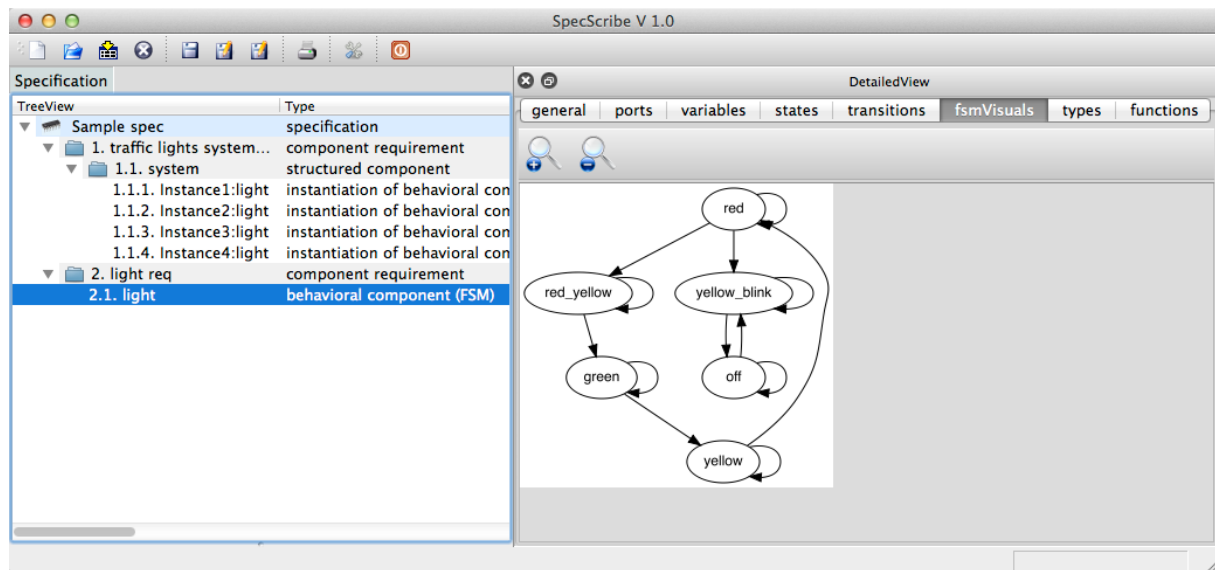 SpecScribe V 1.0
Specification
TreeView Type
Sample spec specification
1. traffic lights system... component requirement
1.1. system structured component
1.1.1. Instance1:light instantiation of behavioral con
1.1.2. Instance2:light instantiation of behavioral con
1.1.3. Instance3:light instantiation of behavioral con
1.1.4. Instance4:light instantiation of behavioral con
2. light req component requirement
2.1. light behavioral component (FSM)
DetailedView
general ports variables states transitions fsmVisuals types functions
red
red_yellow yellow_blink
green off
yellow